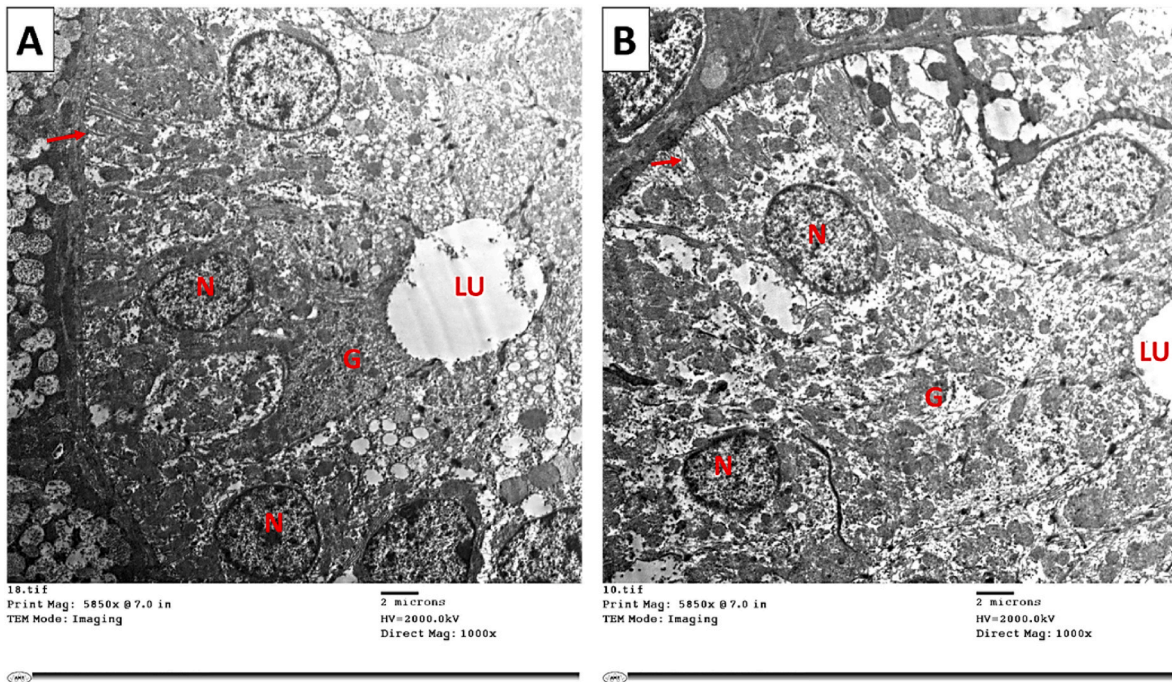 A
N
LU
G
N
18.tif
Print Mag: 5850x @ 7.0 in
TEM Mode: Imaging
2 microns
HV=2000.0kV
Direct Mag: 1000x
B
N
LU
G
N
10.tif
Print Mag: 5850x @ 7.0 in
TEM Mode: Imaging
2 microns
HV=2000.0kV
Direct Mag: 1000x